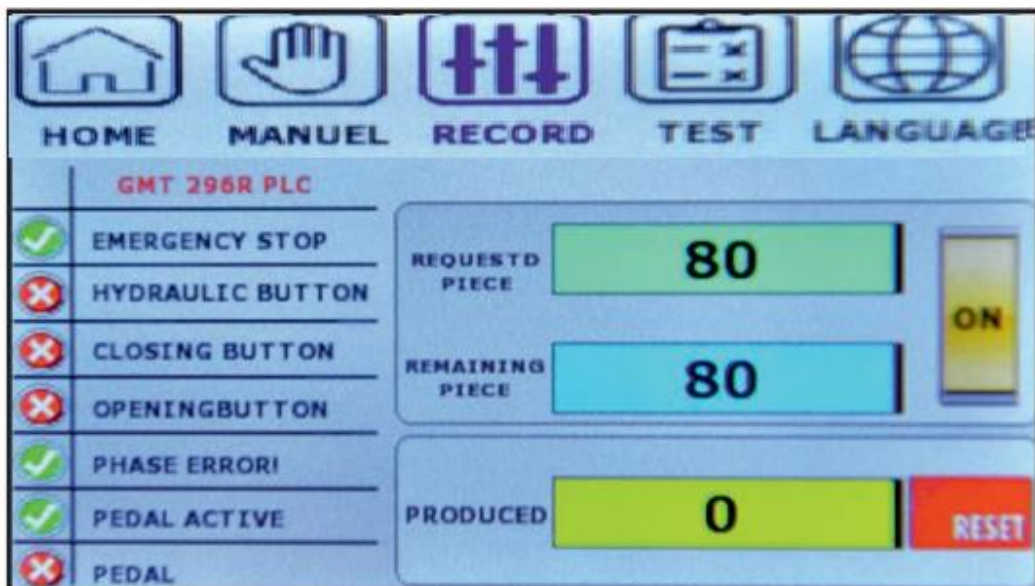 HOME MANUEL RECORD TEST LANGUAGE
GMT 296R PLC
EMERGENCY STOP
HYDRAULIC BUTTON
CLOSING BUTTON
OPENINGBUTTON
PHASE ERROR!
PEDAL ACTIVE
PEDAL
REQUESTD
PIECE
80
ON
REMAINING
PIECE
80
PRODUCED
0
RESET